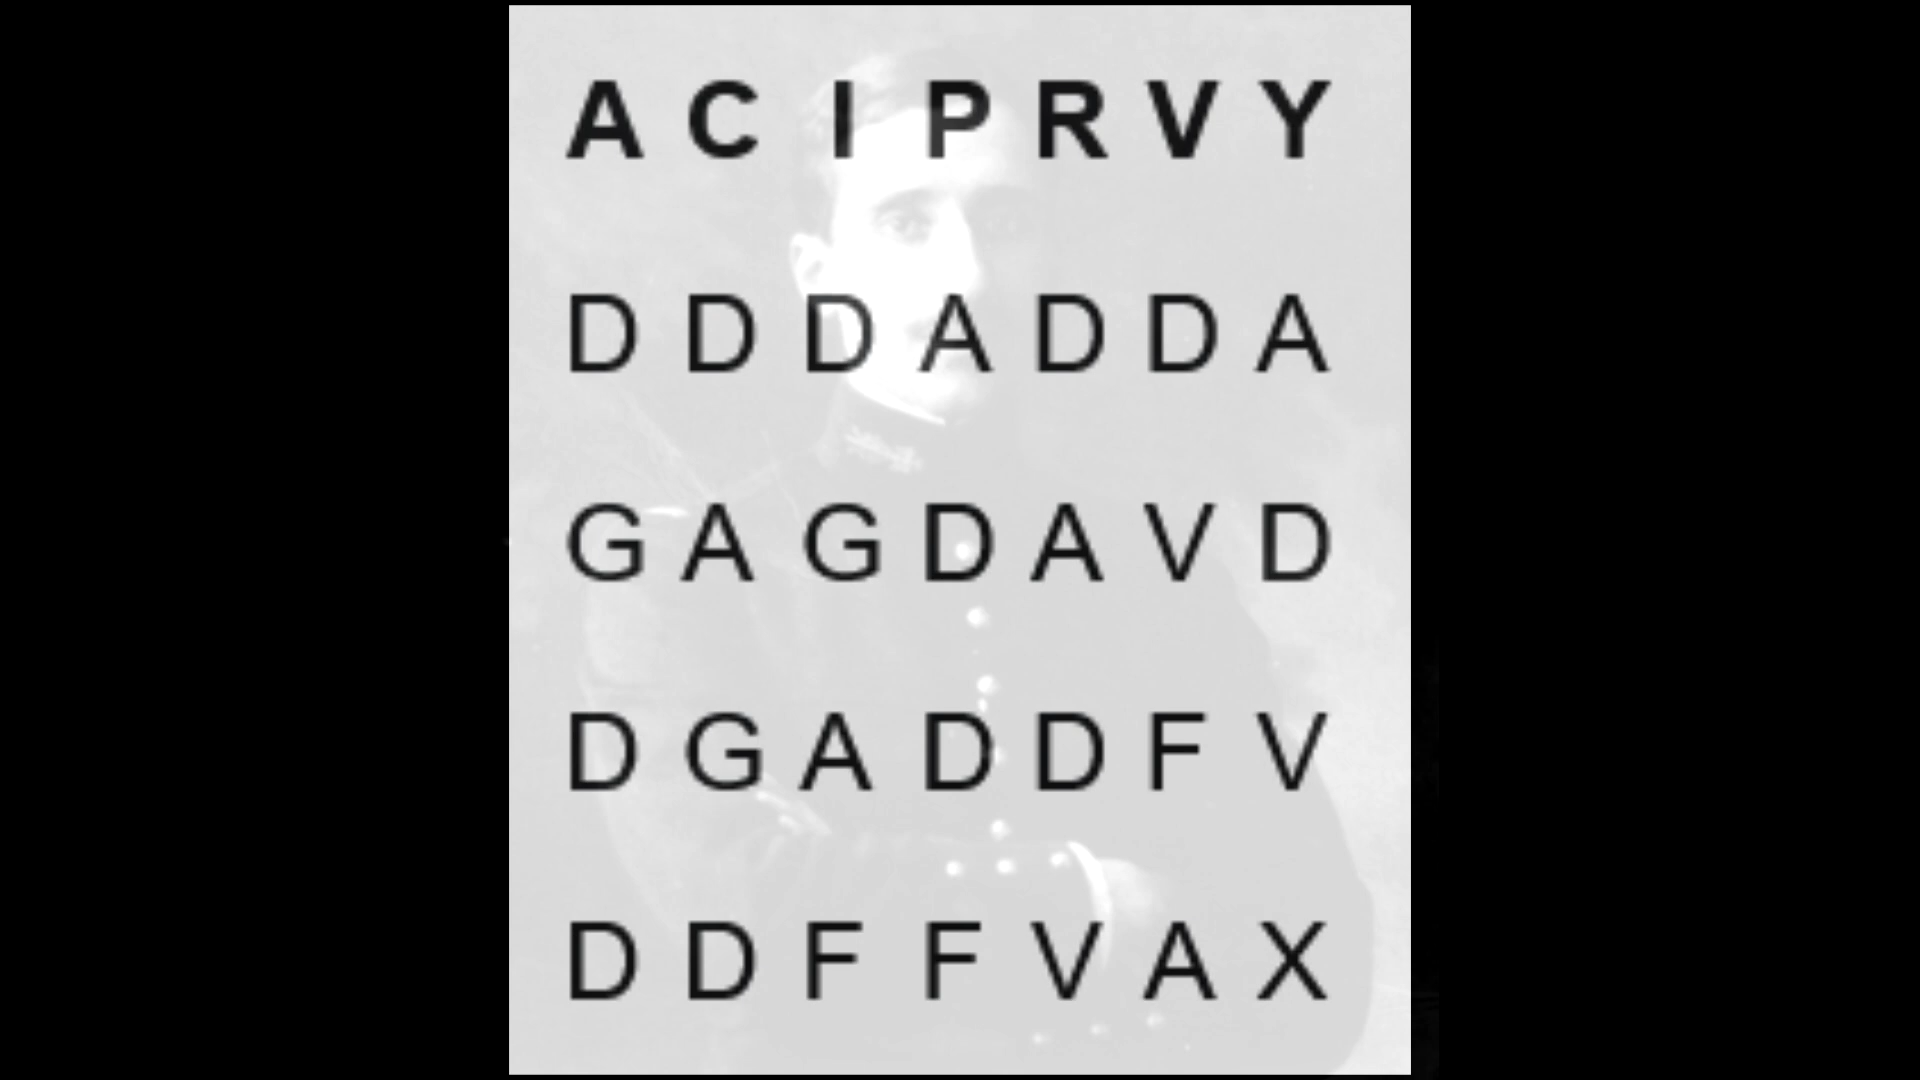 A C I P R V Y
D D D A D D A
G A G D A V D
D G A D D F V
D D F F V A X